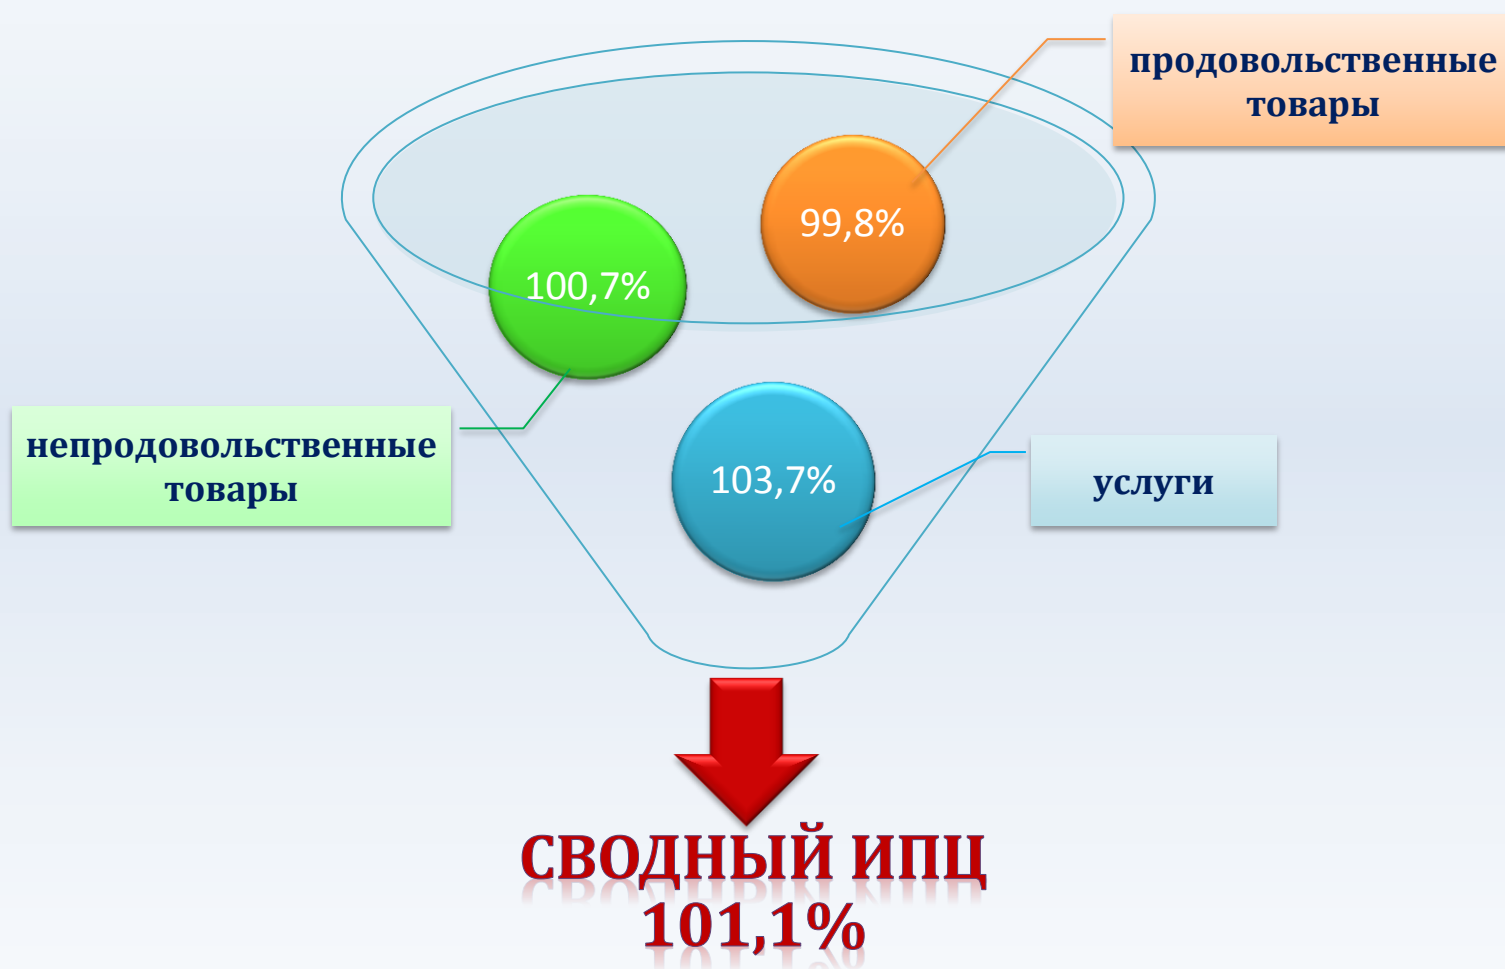 продовольственные
товары
99,8%
100,7%
непродовольственные
товары
103,7%
услуги
СВОДНЫЙ ИПЦ
101,1%